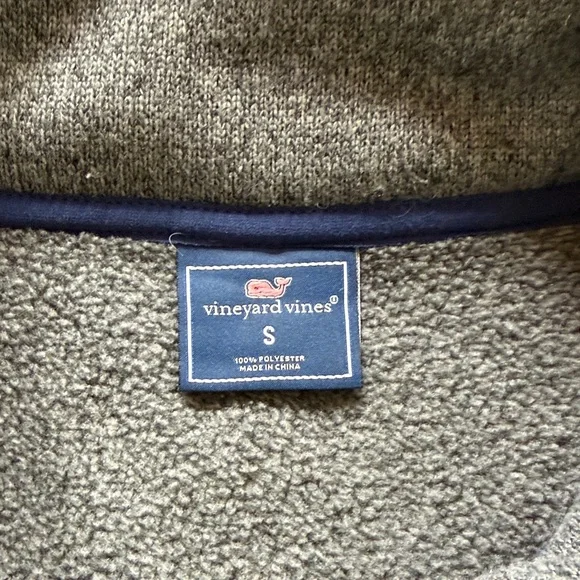 vineyard vines®
S
100% POLYESTER
MADE IN CHINA